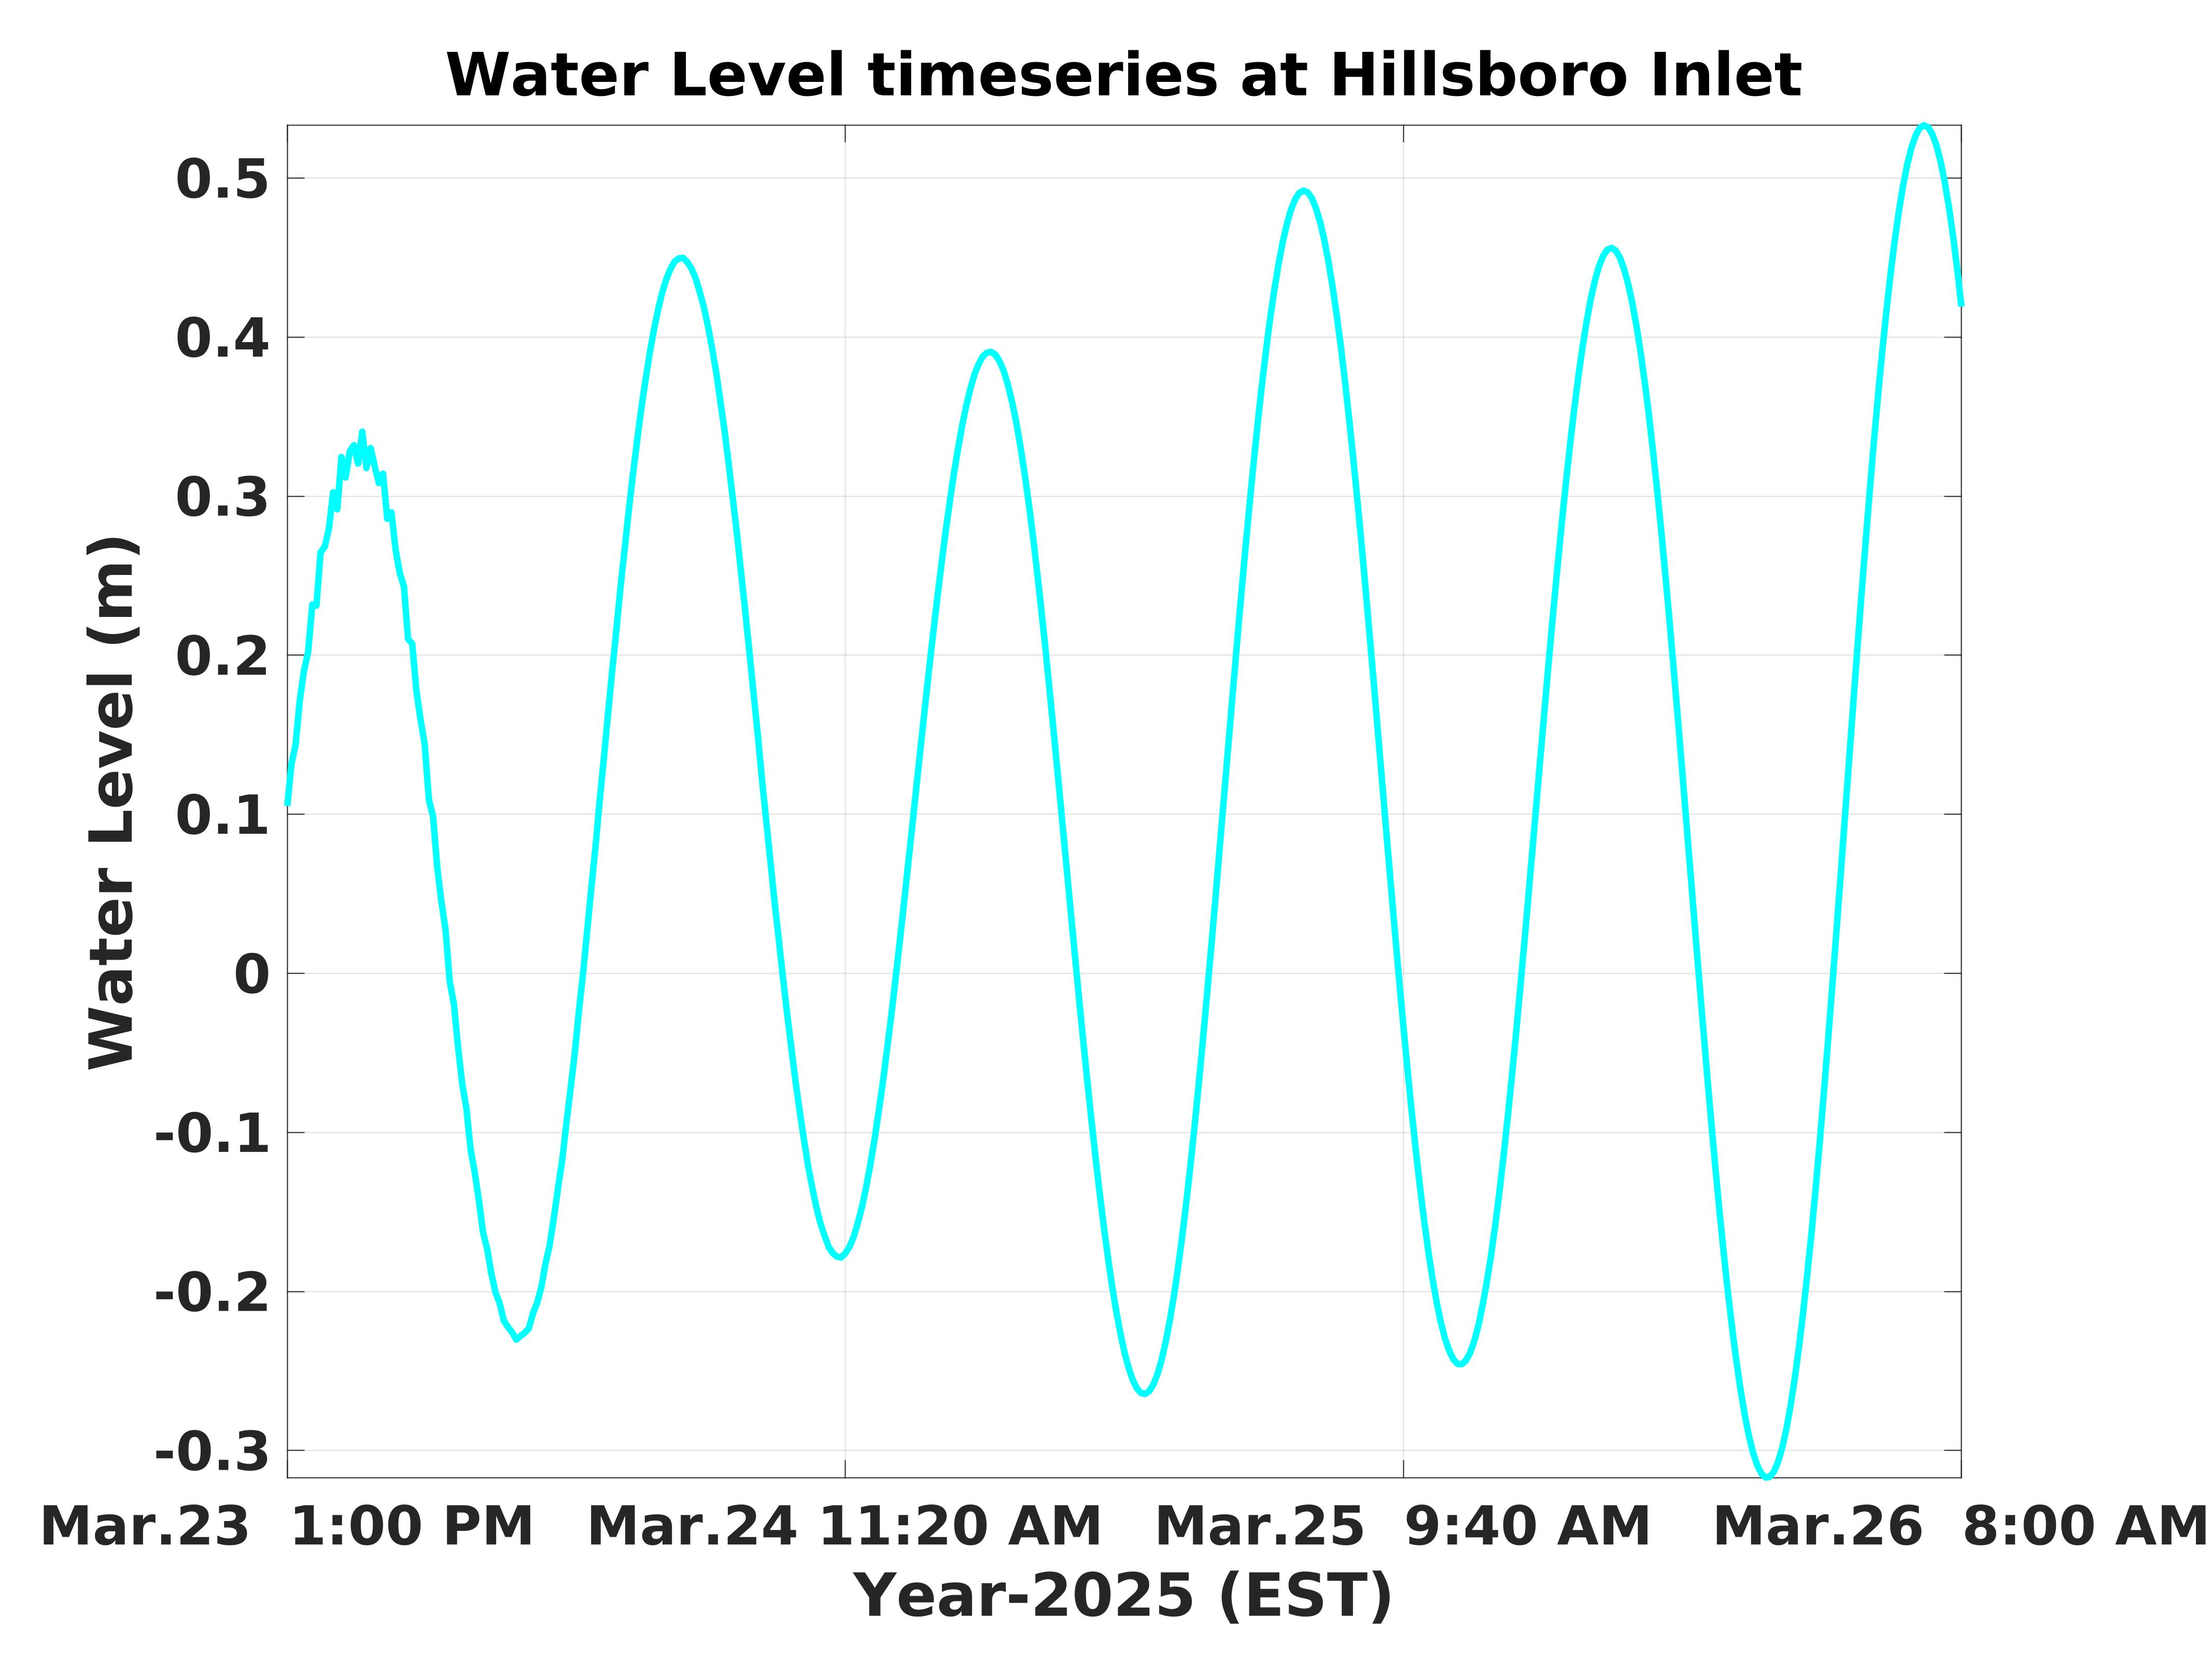 Water Level timeseries at Hillsboro Inlet
0.5
0.4
0.3
0.2
0.1
0
-0.1
-0.2
-0.3
Water Level (m)
Mar.23 1:00 PM Mar.24 11:20 AM Mar.25 9:40 AM Mar.26 8:00 AM
Year-2025 (EST)